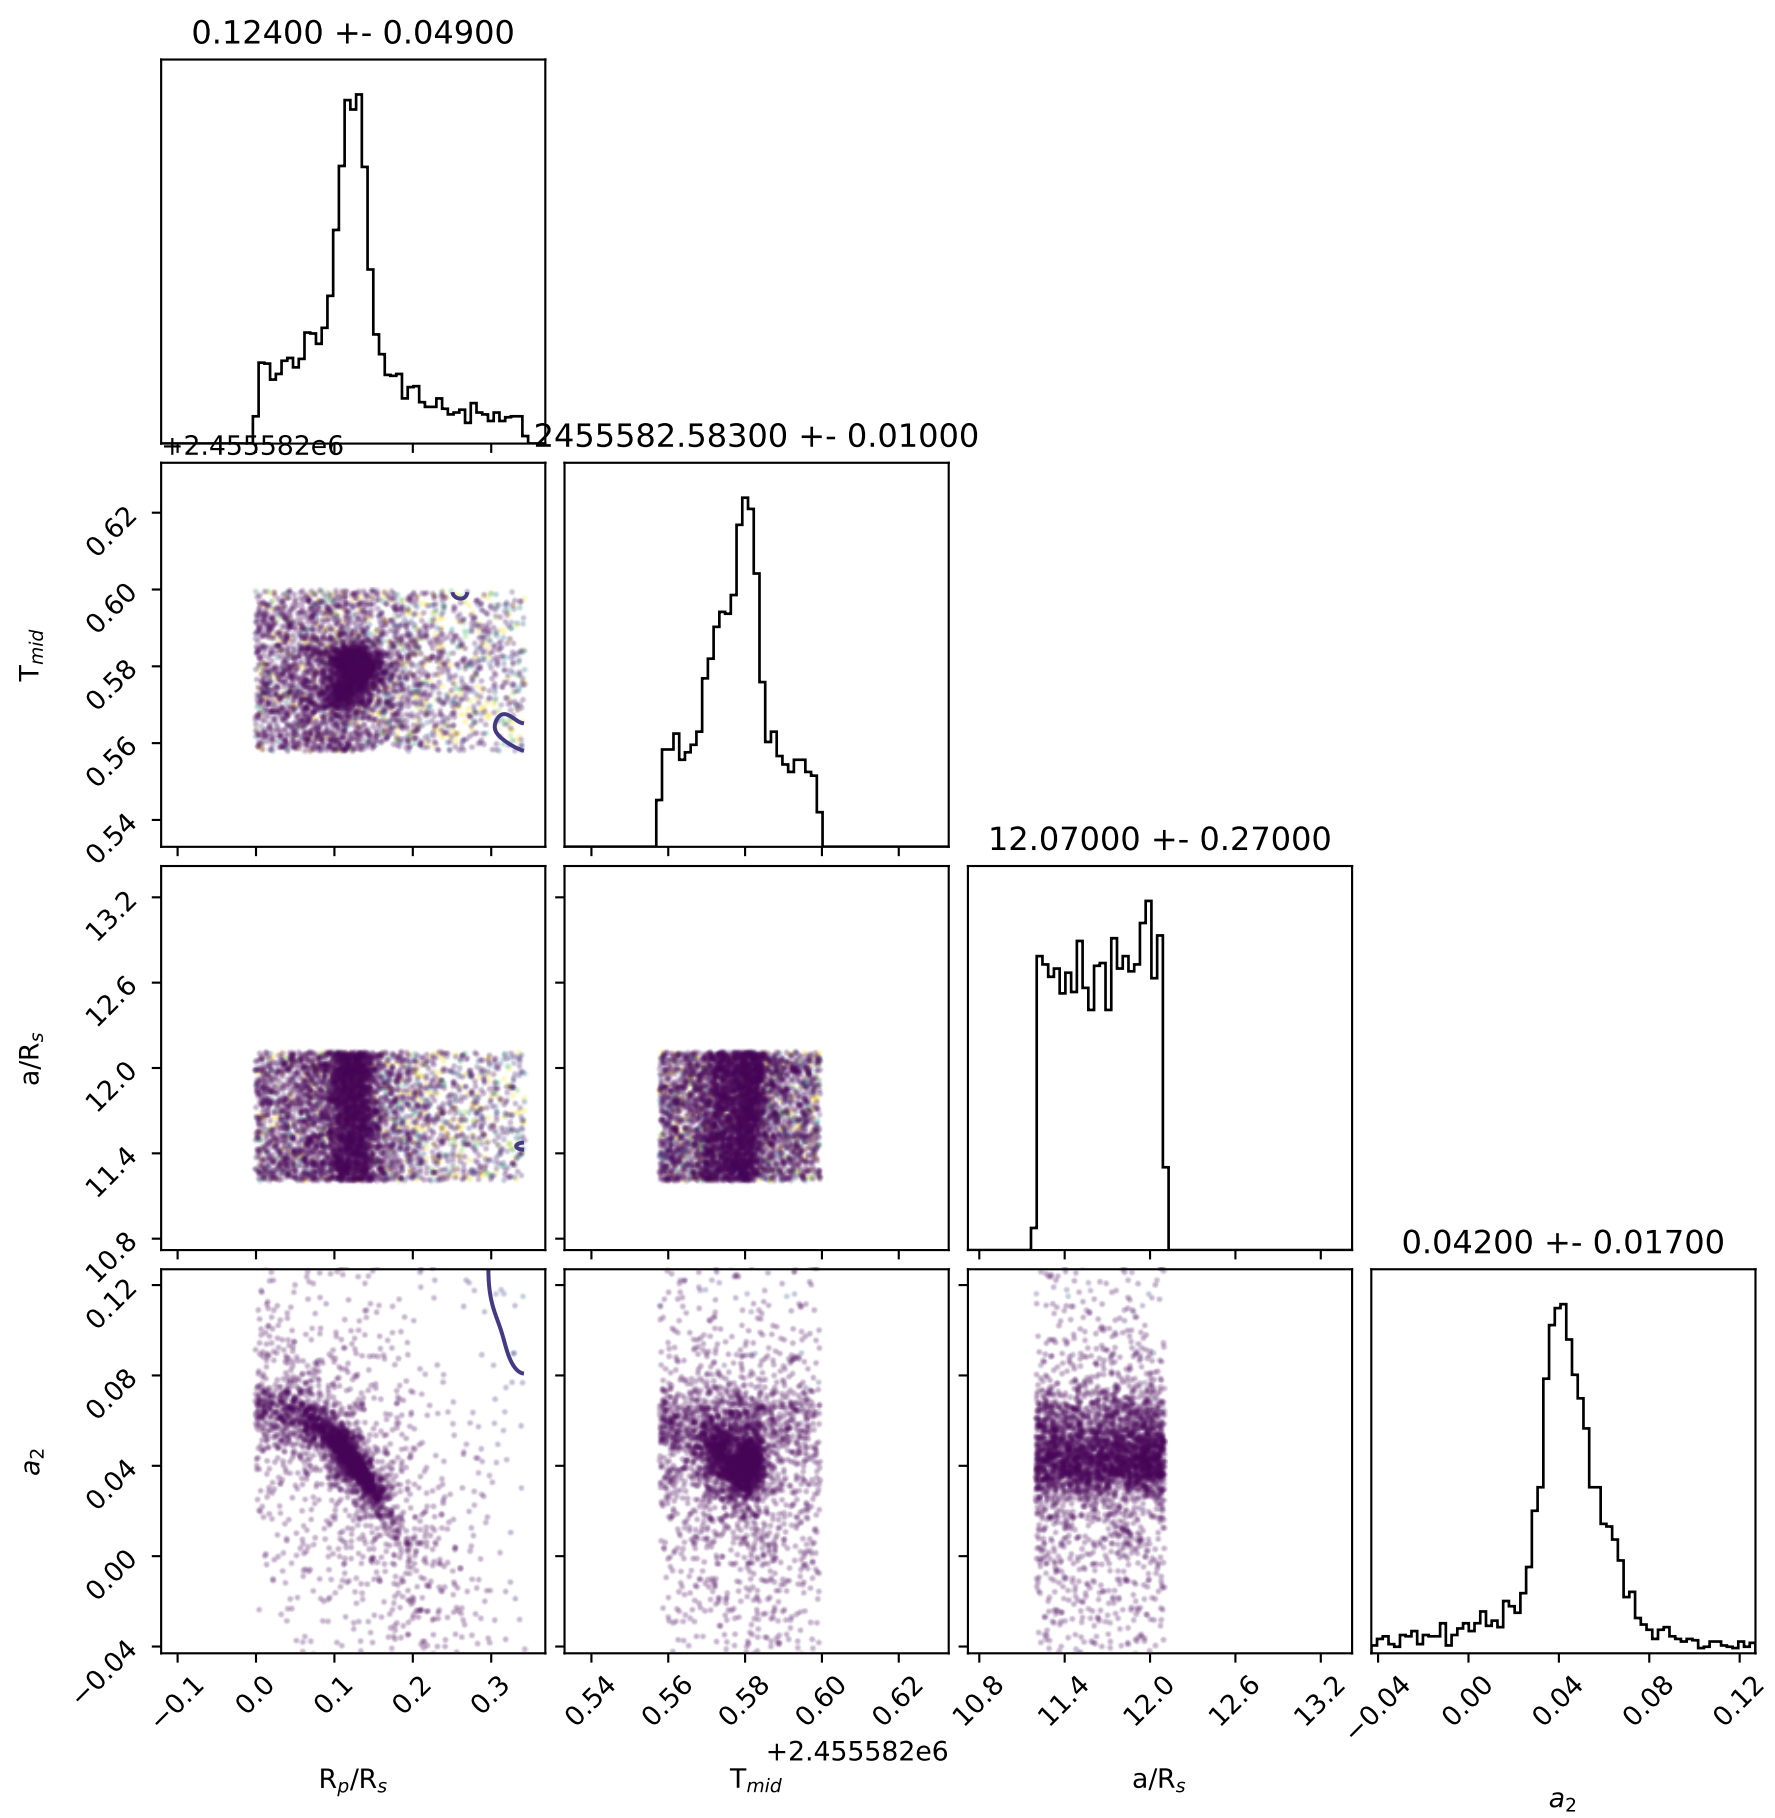 0.12400 +- 0.04900
+2.455582e6
2455582.58300 +- 0.01000
T_mid
0.62
0.60
0.58
0.56
0.54
12.07000 +- 0.27000
a/R_s
13.2
12.6
12.0
11.4
10.8
0.04200 +- 0.01700
a_2
0.12
0.08
0.04
0.00
−0.04
−0.1 0.0 0.1 0.2 0.3
0.54 0.56 0.58 0.60 0.62
10.8 11.4 12.0 12.6 13.2
−0.04 0.00 0.04 0.08 0.12
+2.455582e6
R_p/R_s
T_mid
a/R_s
a_2